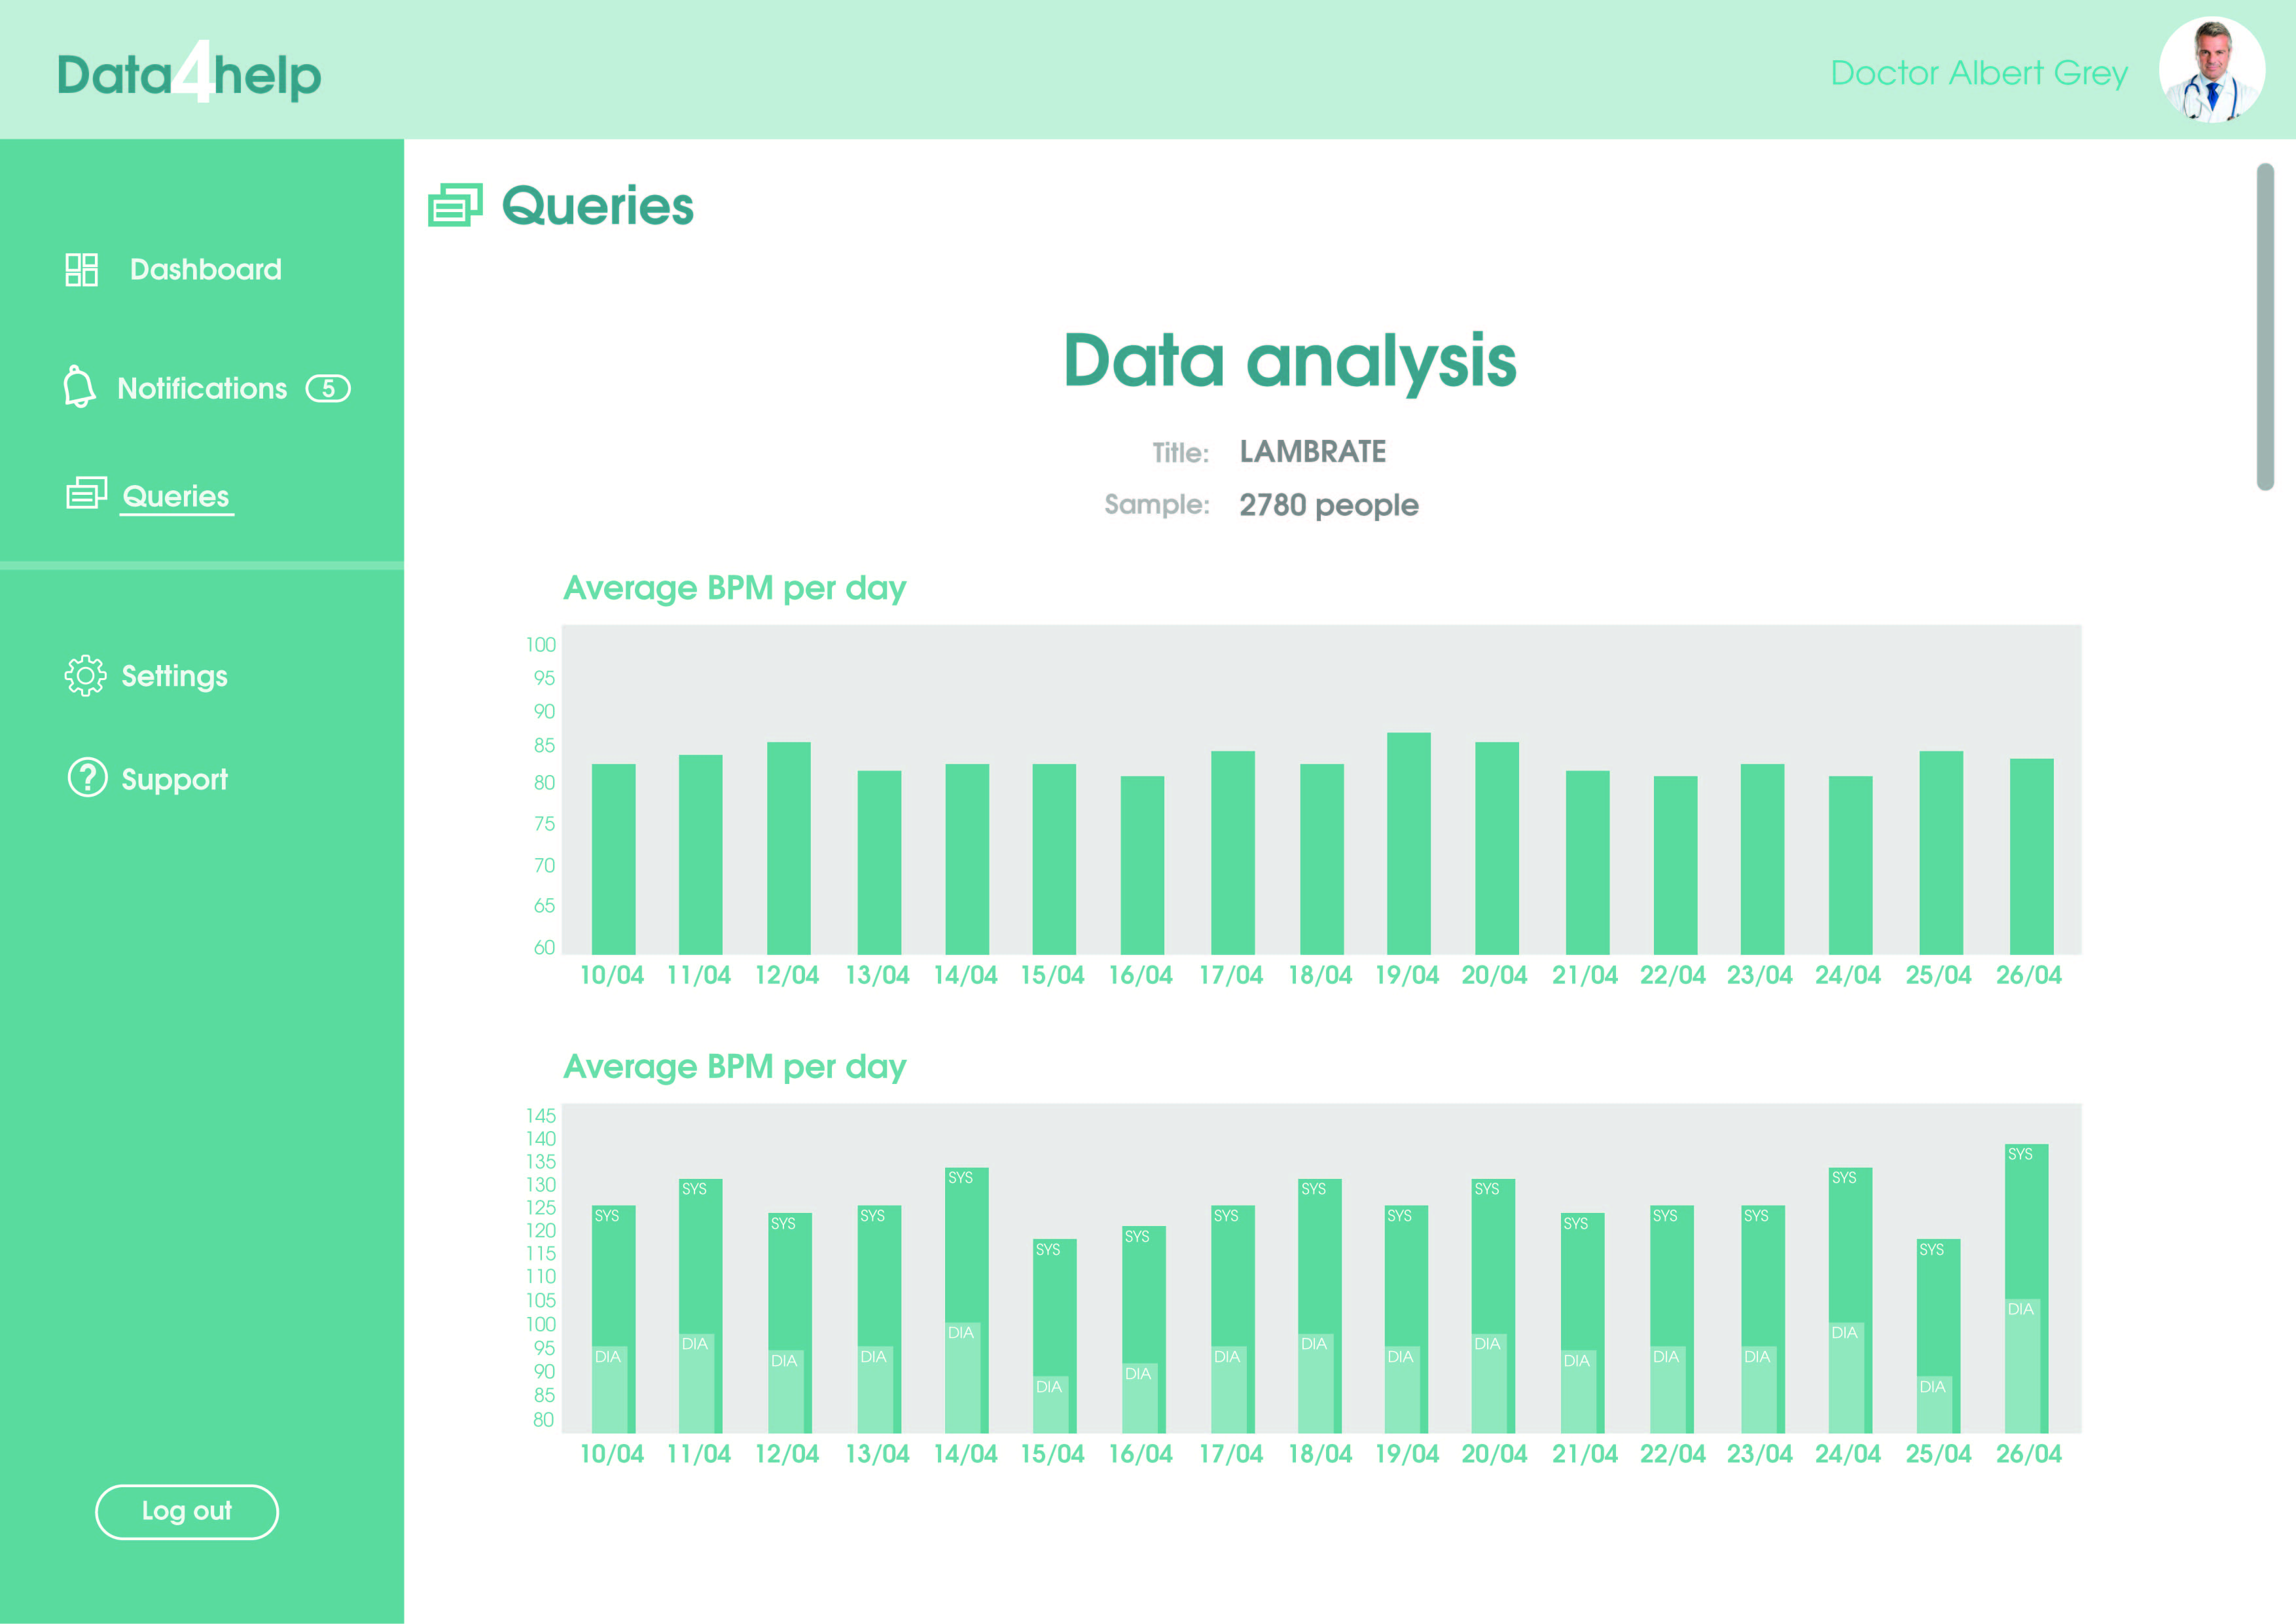 Data4help
Doctor Albert Grey
Dashboard
Notifications 5
Queries
Settings
? Support
Log out
Queries
Data analysis
Title: LAMBRATE
Sample: 2780 people
Average BPM per day
100
95
90
85
80
75
70
65
60
10/04 11/04 12/04 13/04 14/04 15/04 16/04 17/04 18/04 19/04 20/04 21/04 22/04 23/04 24/04 25/04 26/04
Average BPM per day
145
140
135
130
125
120
115
110
105
100
95
90
85
80
SYS SYS SYS SYS SYS SYS SYS SYS SYS SYS SYS SYS SYS SYS SYS SYS SYS
DIA DIA DIA DIA DIA DIA DIA DIA DIA DIA DIA DIA DIA DIA DIA DIA DIA
10/04 11/04 12/04 13/04 14/04 15/04 16/04 17/04 18/04 19/04 20/04 21/04 22/04 23/04 24/04 25/04 26/04